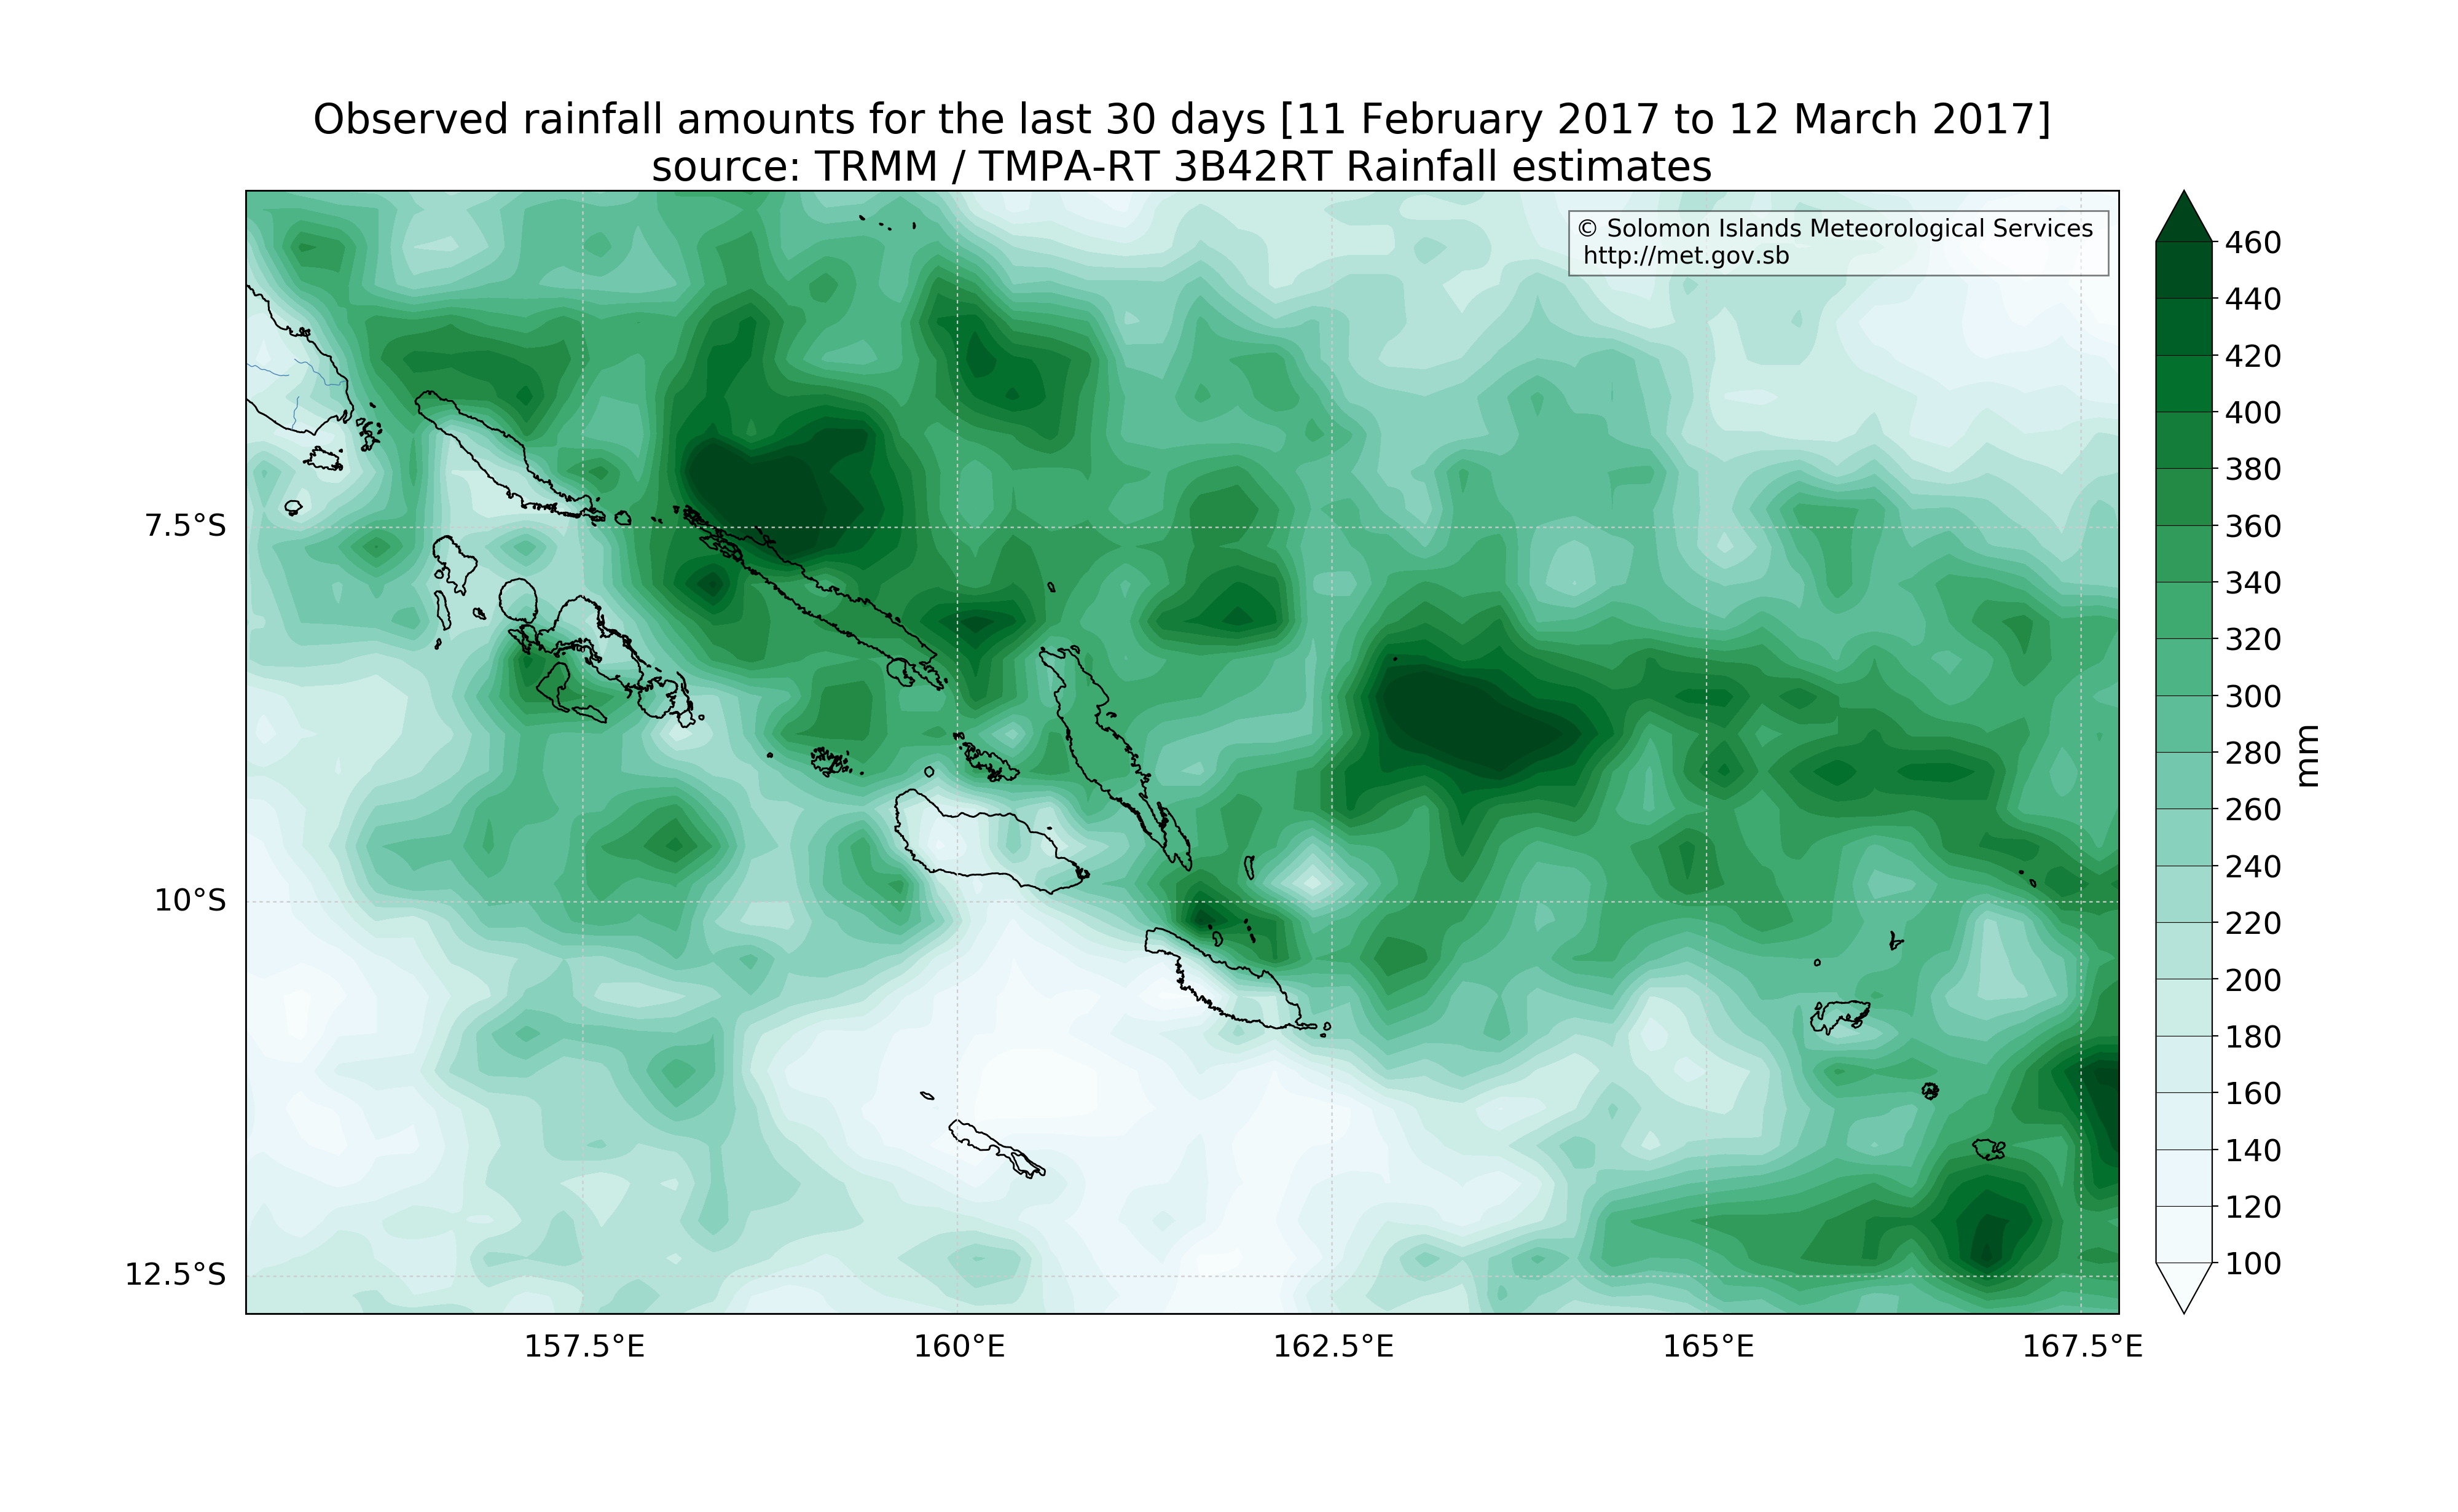 Observed rainfall amounts for the last 30 days [11 February 2017 to 12 March 2017]
source: TRMM / TMPA-RT 3B42RT Rainfall estimates
© Solomon Islands Meteorological Services
http://met.gov.sb
7.5°S
10°S
12.5°S
157.5°E
160°E
162.5°E
165°E
167.5°E
460
440
420
400
380
360
340
320
300
280
260
240
220
200
180
160
140
120
100
mm